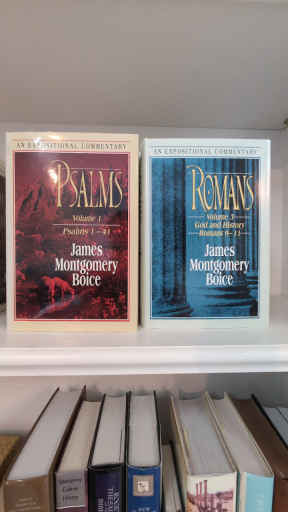 AN EXPOSITIONAL COMMENTARY
PSALMS
Volume 1
Psalms 1–41
James
Montgomery
Boice
AN EXPOSITIONAL COMMENTARY
ROMANS
Volume 3
God and History
Romans 9–11
James
Montgomery
Boice